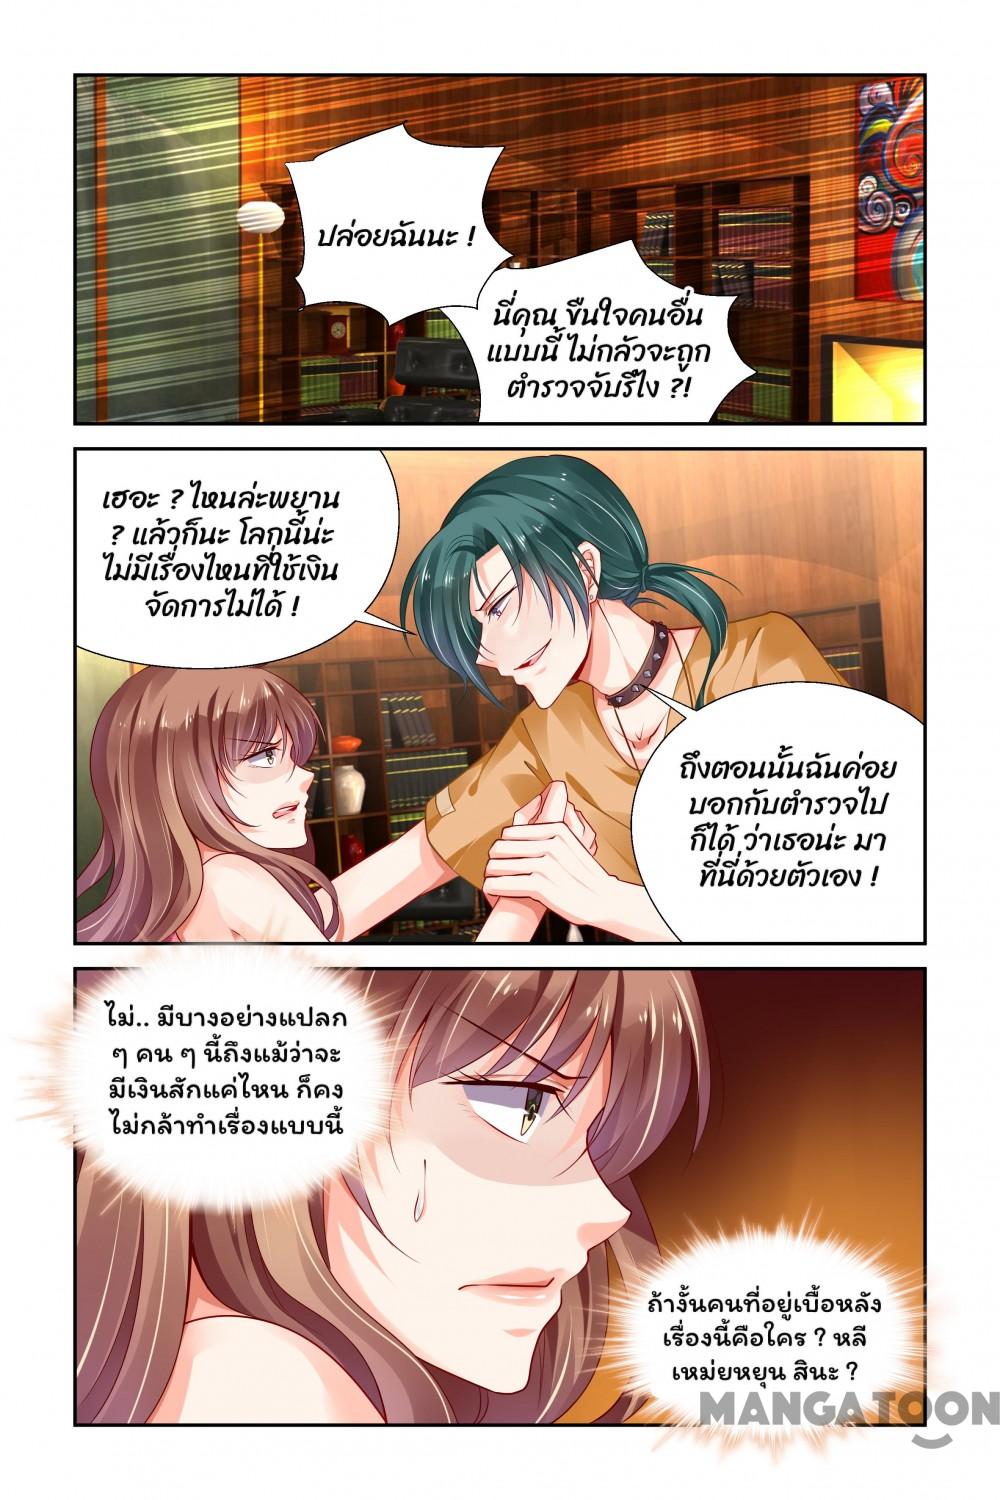 ปล่อยฉันนะ !
นี่คุณ ขืนใจคนอื่น
แบบนี้ ไม่กลัวจะถูก
ตำรวจจับรึไง ?!
เฮอะ ? ไหนล่ะพยาน
? แล้วก็นะ โลกนี้น่ะ
ไม่มีเรื่องไหนที่ใช้เงิน
จัดการไม่ได้ !
ถึงตอนนั้นฉันค่อย
บอกกับตำรวจไป
ก็ได้ ว่าเธอน่ะ มา
ที่นี่ด้วยตัวเอง !
ไม่.. มีบางอย่างแปลก
ๆ คน ๆ นี้ถึงแม้ว่าจะ
มีเงินสักแค่ไหน ก็คง
ไม่กล้าทำเรื่องแบบนี้
ถ้างั้นคนที่อยู่เบื้อหลัง
เรื่องนี้คือใคร ? หลี
เหม่ยหยุน สินะ ?
MANGATOON